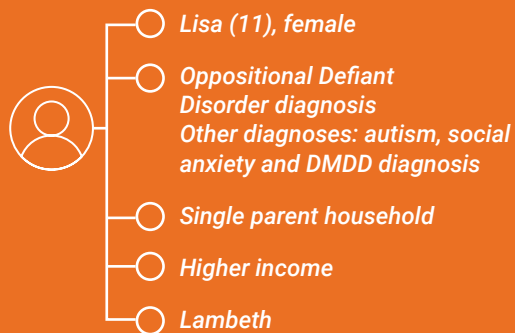 Lisa (11), female
Oppositional Defiant
Disorder diagnosis
Other diagnoses: autism, social
anxiety and DMDD diagnosis
Single parent household
Higher income
Lambeth